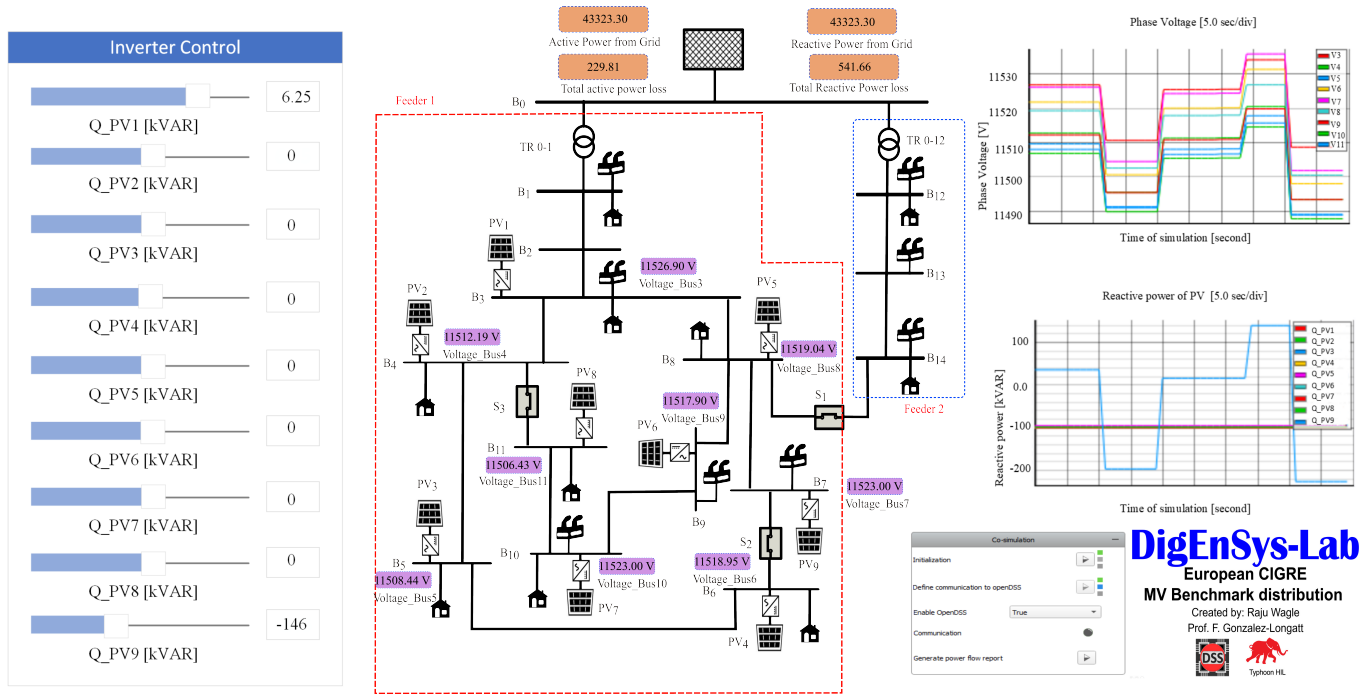 Inverter Control
6.25
Q_PV1 [kVAR]
0
Q_PV2 [kVAR]
0
Q_PV3 [kVAR]
0
Q_PV4 [kVAR]
0
Q_PV5 [kVAR]
0
Q_PV6 [kVAR]
0
Q_PV7 [kVAR]
0
Q_PV8 [kVAR]
-146
Q_PV9 [kVAR]
43323.30
Active Power from Grid
229.81
Total active power loss
43323.30
Reactive Power from Grid
541.66
Total Reactive Power loss
Feeder 1
B0
TR 0-1
TR 0-12
B1
B12
PV1
B2
B13
11526.90 V
Voltage_Bus3
B3
PV2
PV5
11512.19 V
Voltage_Bus4
B4
B8
11519.04 V
Voltage_Bus8
B14
PV8
S3
11517.90 V
Voltage_Bus9
S1
Feeder 2
PV6
B11
11506.43 V
Voltage_Bus11
PV3
B7
11523.00 V
Voltage_Bus7
B9
S2
B10
B5
11508.44 V
Voltage_Bus5
11523.00 V
Voltage_Bus10
PV7
11518.95 V
Voltage_Bus6
B6
PV9
PV4
Phase Voltage [5.0 sec/div]
Phase Voltage [V]
11530
11520
11510
11500
11490
V3
V4
V5
V6
V7
V8
V9
V10
V11
Time of simulation [second]
Reactive power of PV [5.0 sec/div]
Reactive power [kVAR]
100
0.0
-100
-200
Q_PV1
Q_PV2
Q_PV3
Q_PV4
Q_PV5
Q_PV6
Q_PV7
Q_PV8
Q_PV9
Time of simulation [second]
Co-simulation
Initialization
Define communication to openDSS
Enable OpenDSS
True
Communication
Generate power flow report
DigEnSys-Lab
European CIGRE
MV Benchmark distribution
Created by: Raju Wagle
Prof. F. Gonzalez-Longatt
DSS
Typhoon HIL